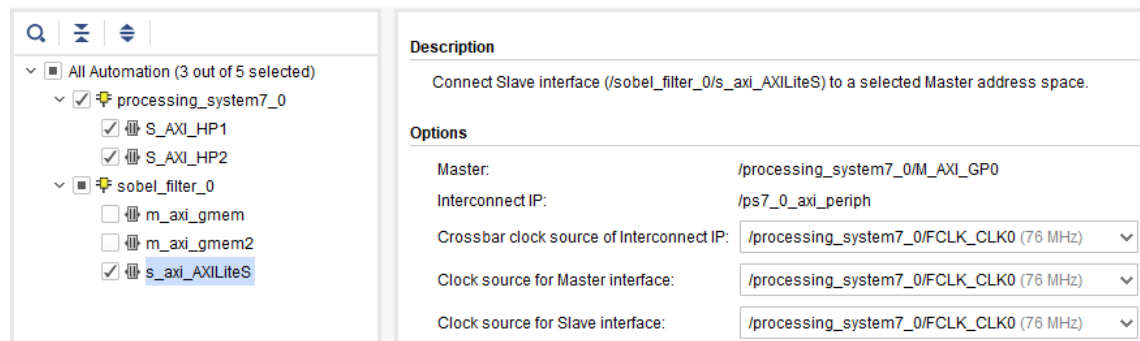 All Automation (3 out of 5 selected)
processing_system7_0
S_AXI_HP1
S_AXI_HP2
sobel_filter_0
m_axi_gmem
m_axi_gmem2
s_axi_AXILiteS
Description
Connect Slave interface (/sobel_filter_0/s_axi_AXILiteS) to a selected Master address space.
Options
Master: /processing_system7_0/M_AXI_GP0
Interconnect IP: /ps7_0_axi_periph
Crossbar clock source of Interconnect IP: /processing_system7_0/FCLK_CLK0 (76 MHz)
Clock source for Master interface: /processing_system7_0/FCLK_CLK0 (76 MHz)
Clock source for Slave interface: /processing_system7_0/FCLK_CLK0 (76 MHz)